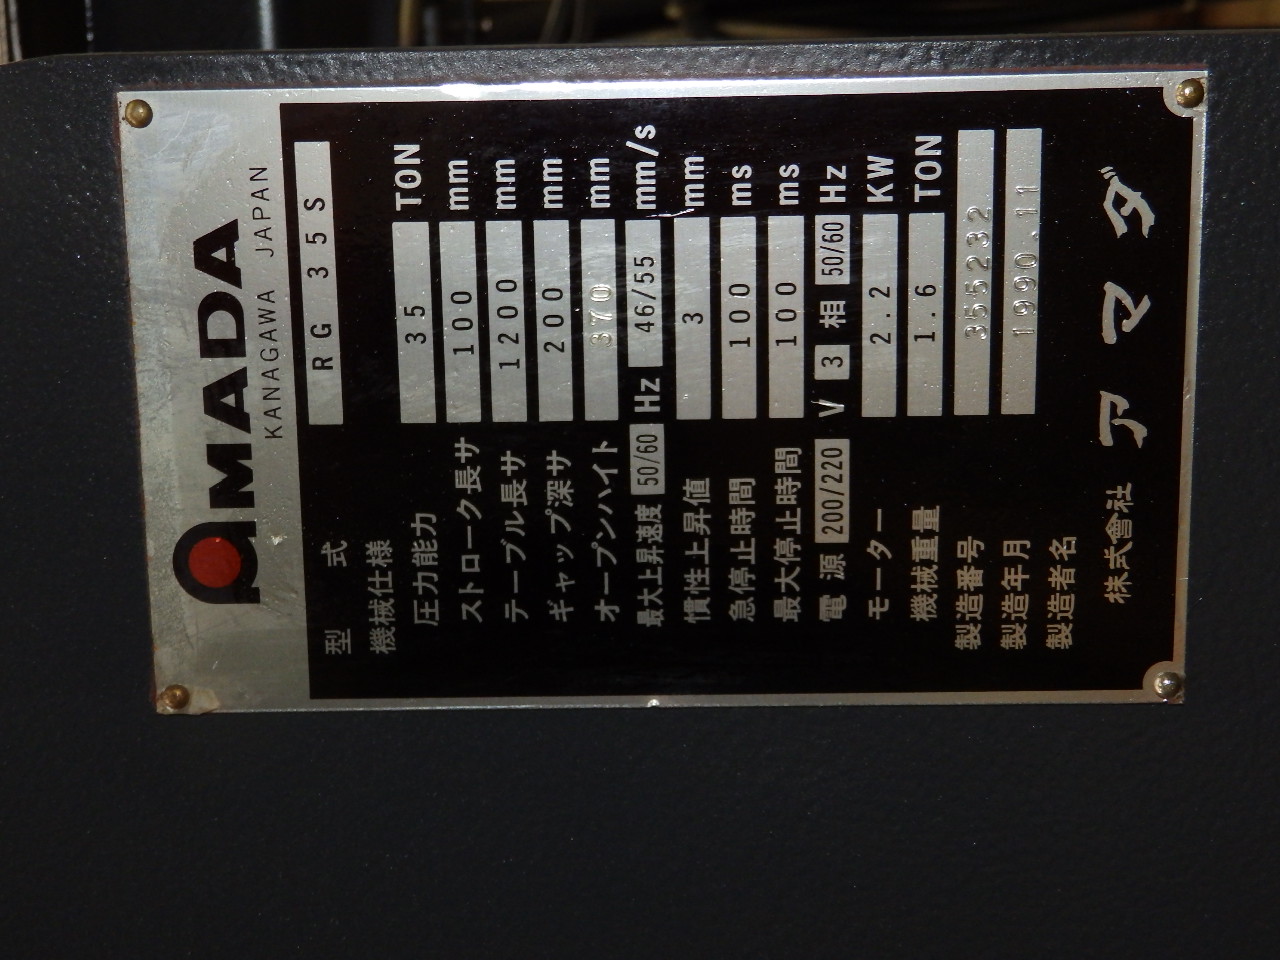 AMADA
KANAGAWA JAPAN
型式 RG 35S
機械仕様
圧力能力 35 TON
ストローク長サ 100 mm
テーブル長サ 1200 mm
ギャップ深サ 200 mm
オープンハイト 370 mm
最大上昇速度 50/60 Hz 46/55 mm/s
慣性上昇値 3 mm
急停止時間 100 ms
最大停止時間 100 ms
電源 200/220 V 3 相 50/60 Hz
モーター 2.2 KW
機械重量 1.6 TON
製造番号 355232
製造年月 1990.11
製造者名
株式會社 アマダ